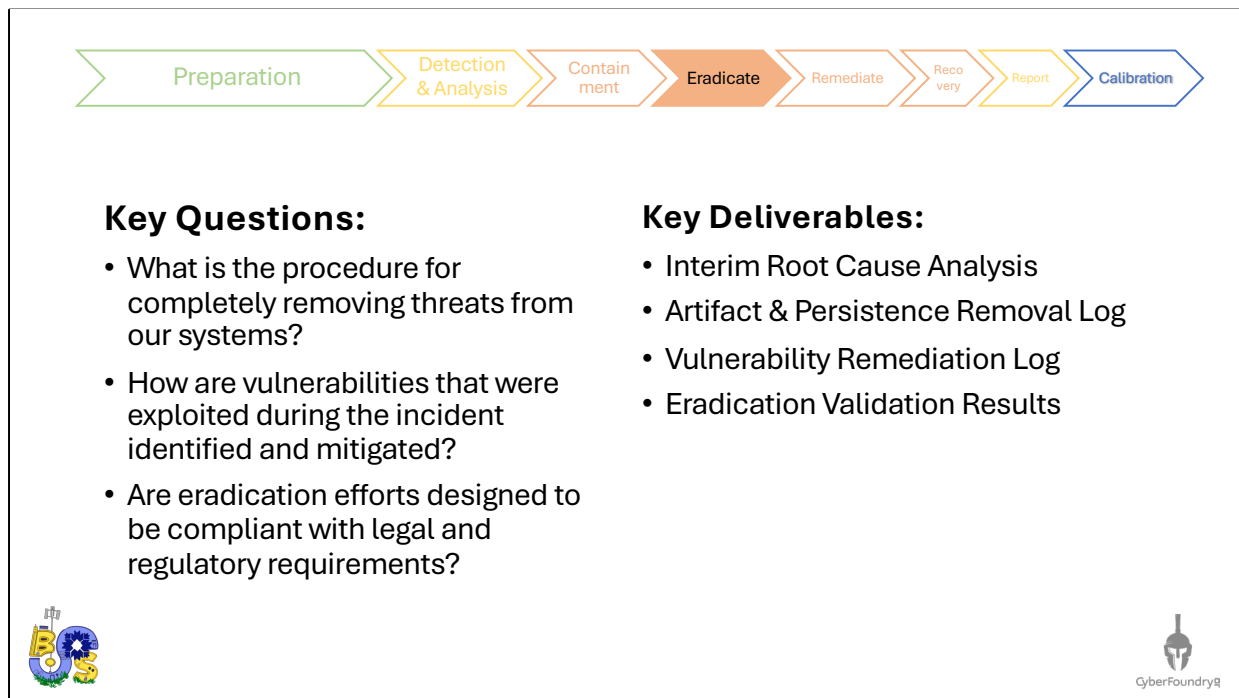 Preparation
Detection
& Analysis
Contain
ment
Eradicate
Remediate
Reco
very
Report
Calibration
Key Questions:
• What is the procedure for
completely removing threats from
our systems?
• How are vulnerabilities that were
exploited during the incident
identified and mitigated?
• Are eradication efforts designed to
be compliant with legal and
regulatory requirements?
Key Deliverables:
• Interim Root Cause Analysis
• Artifact & Persistence Removal Log
• Vulnerability Remediation Log
• Eradication Validation Results
CyberFoundry